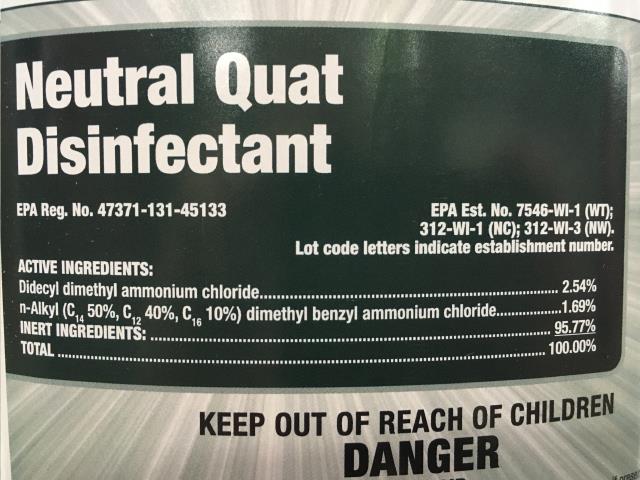 Neutral Quat
Disinfectant
EPA Reg. No. 47371-131-45133
EPA Est. No. 7546-WI-1 (WT);
312-WI-1 (NC); 312-WI-3 (NW).
Lot code letters indicate establishment number.
ACTIVE INGREDIENTS:
Didecyl dimethyl ammonium chloride.................................................... 2.54%
n-Alkyl (C14 50%, C12 40%, C16 10%) dimethyl benzyl ammonium chloride............1.69%
INERT INGREDIENTS: ........................................................................ 95.77%
TOTAL ........................................................................................... 100.00%
KEEP OUT OF REACH OF CHILDREN
DANGER